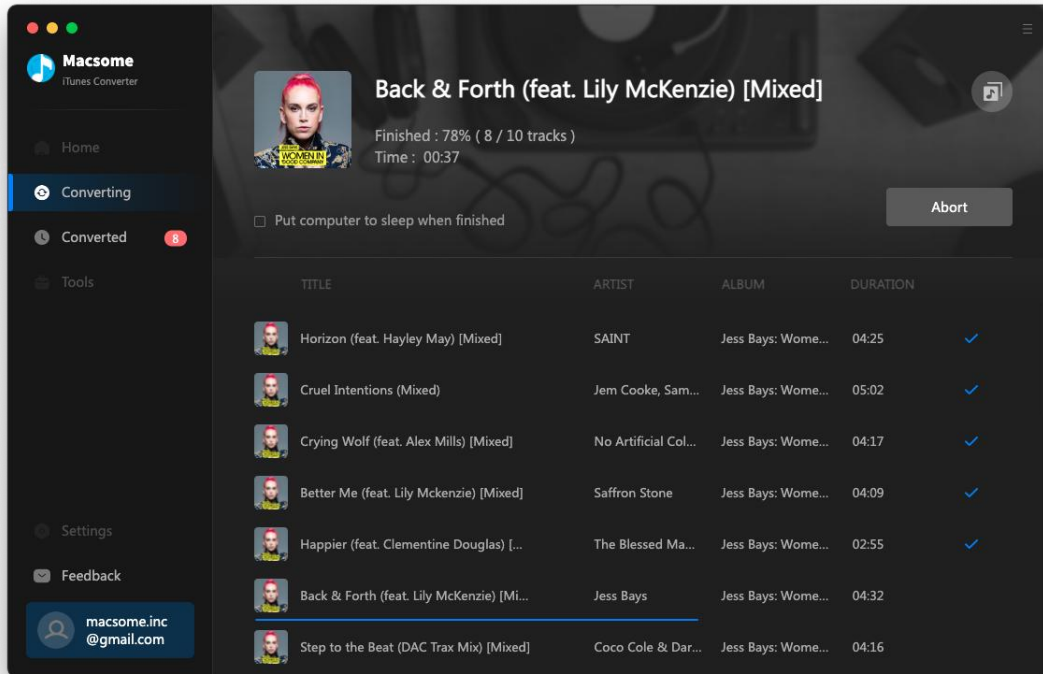 Macsome
iTunes Converter
Home
Converting
Converted 8
Tools
Settings
Feedback
macsome.inc
@gmail.com
Back & Forth (feat. Lily McKenzie) [Mixed]
Finished : 78% ( 8 / 10 tracks )
Time : 00:37
WOMEN IN
Put computer to sleep when finished
Abort
TITLE ARTIST ALBUM DURATION
Horizon (feat. Hayley May) [Mixed] SAINT Jess Bays: Wome... 04:25
Cruel Intentions (Mixed) Jem Cooke, Sam... Jess Bays: Wome... 05:02
Crying Wolf (feat. Alex Mills) [Mixed] No Artificial Col... Jess Bays: Wome... 04:17
Better Me (feat. Lily Mckenzie) [Mixed] Saffron Stone Jess Bays: Wome... 04:09
Happier (feat. Clementine Douglas) [... The Blessed Ma... Jess Bays: Wome... 02:55
Back & Forth (feat. Lily McKenzie) [Mi... Jess Bays Jess Bays: Wome... 04:32
Step to the Beat (DAC Trax Mix) [Mixed] Coco Cole & Dar... Jess Bays: Wome... 04:16